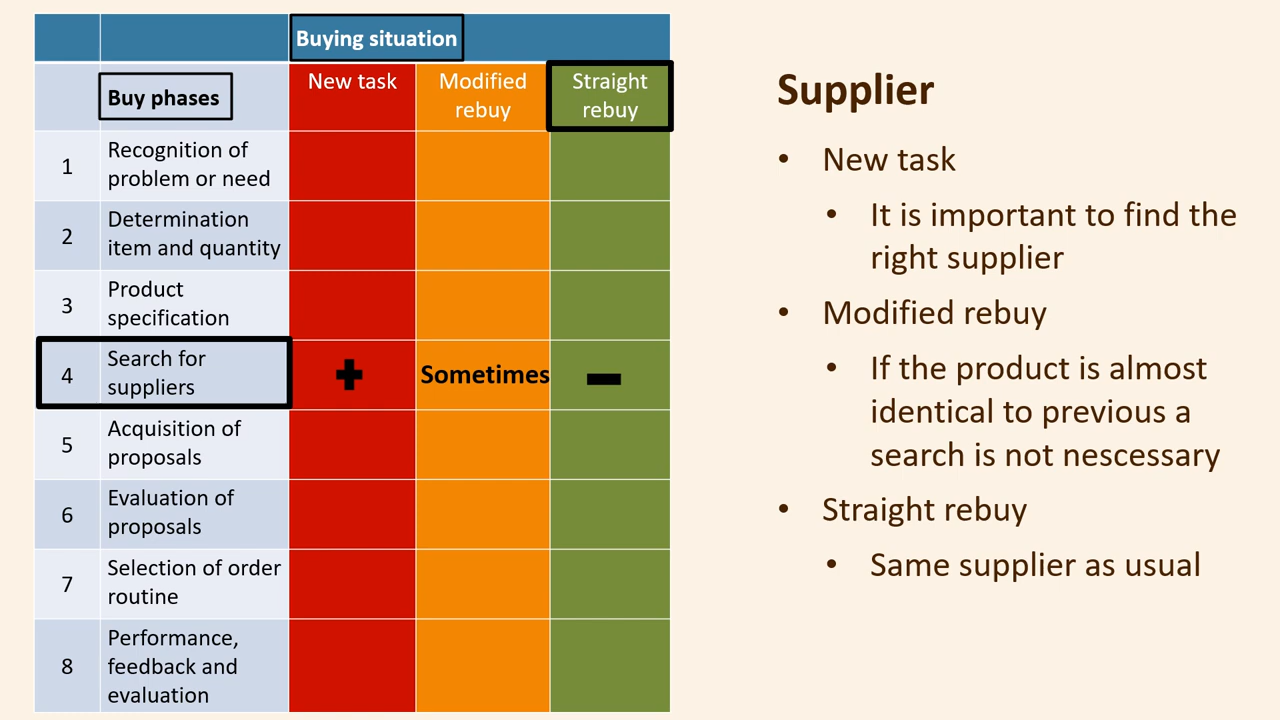 Buying situation
Buy phases
New task
Modified
rebuy
Straight
rebuy
1
Recognition of
problem or need
2
Determination
item and quantity
3
Product
specification
4
Search for
suppliers
+
Sometimes
–
5
Acquisition of
proposals
6
Evaluation of
proposals
7
Selection of order
routine
8
Performance,
feedback and
evaluation
Supplier
• New task
• It is important to find the
right supplier
• Modified rebuy
• If the product is almost
identical to previous a
search is not nescessary
• Straight rebuy
• Same supplier as usual